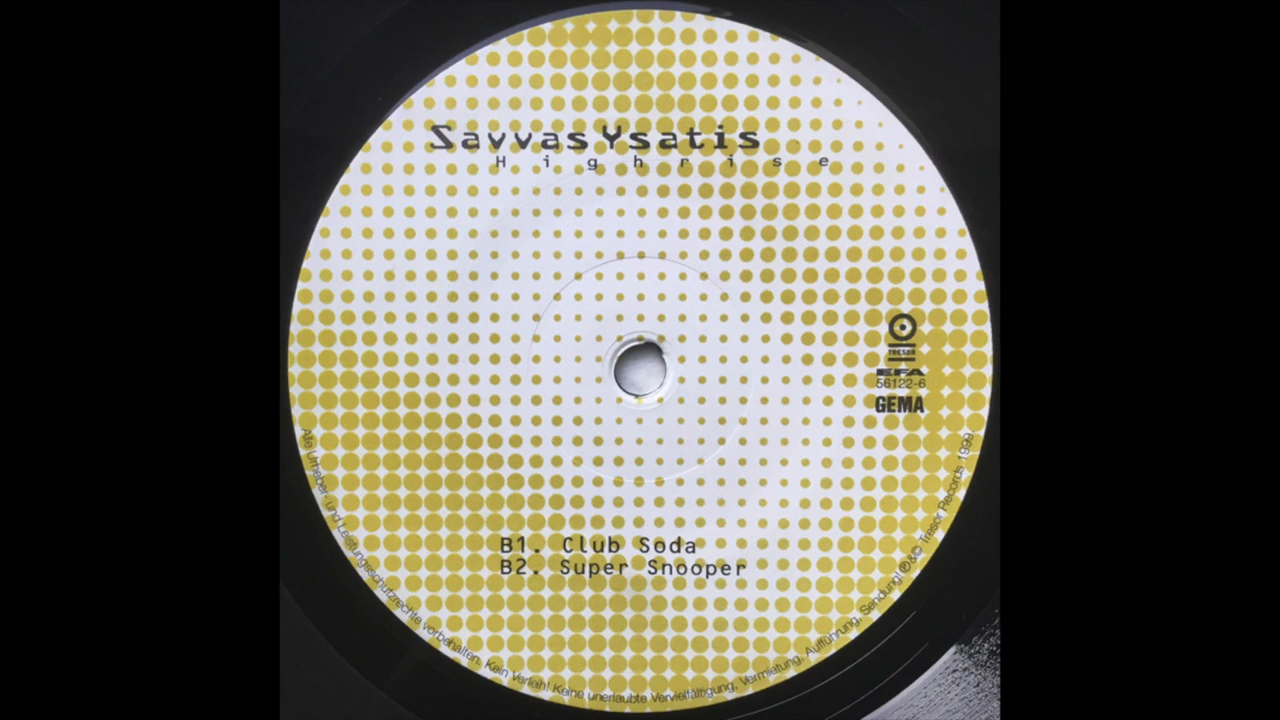 Savvas Ysatis
Highrise
TRESOR
EFA
56122-6
GEMA
B1. Club Soda
B2. Super Snooper
Alle Urheber- und Leistungsschutzrechte vorbehalten. Kein Verleih! Keine unerlaubte Vervielfältigung, Vermietung, Aufführung, Sendung! ℗&© Tresor Records 1999